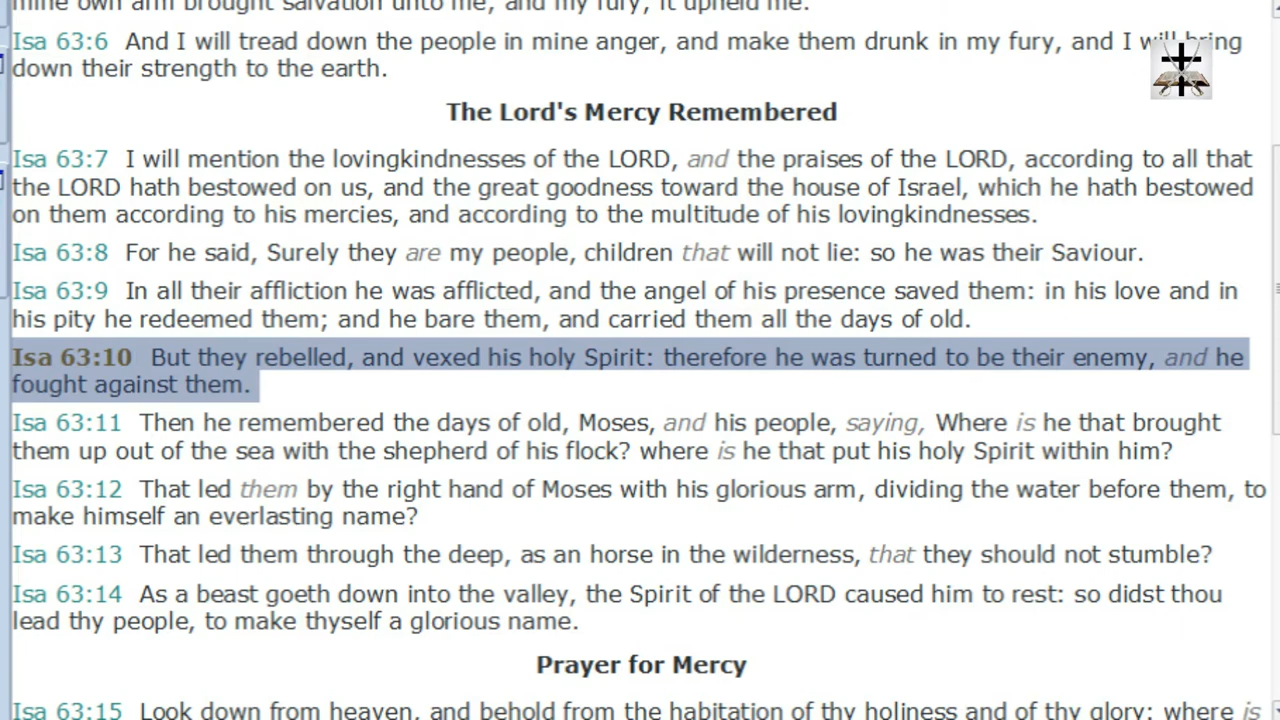 mine own arm brought salvation unto me; and my fury, it upheld me.
Isa 63:6 And I will tread down the people in mine anger, and make them drunk in my fury, and I will bring
down their strength to the earth.
The Lord's Mercy Remembered
Isa 63:7 I will mention the lovingkindnesses of the LORD, and the praises of the LORD, according to all that
the LORD hath bestowed on us, and the great goodness toward the house of Israel, which he hath bestowed
on them according to his mercies, and according to the multitude of his lovingkindnesses.
Isa 63:8 For he said, Surely they are my people, children that will not lie: so he was their Saviour.
Isa 63:9 In all their affliction he was afflicted, and the angel of his presence saved them: in his love and in
his pity he redeemed them; and he bare them, and carried them all the days of old.
Isa 63:10 But they rebelled, and vexed his holy Spirit: therefore he was turned to be their enemy, and he
fought against them.
Isa 63:11 Then he remembered the days of old, Moses, and his people, saying, Where is he that brought
them up out of the sea with the shepherd of his flock? where is he that put his holy Spirit within him?
Isa 63:12 That led them by the right hand of Moses with his glorious arm, dividing the water before them, to
make himself an everlasting name?
Isa 63:13 That led them through the deep, as an horse in the wilderness, that they should not stumble?
Isa 63:14 As a beast goeth down into the valley, the Spirit of the LORD caused him to rest: so didst thou
lead thy people, to make thyself a glorious name.
Prayer for Mercy
Isa 63:15 Look down from heaven, and behold from the habitation of thy holiness and of thy glory: where is